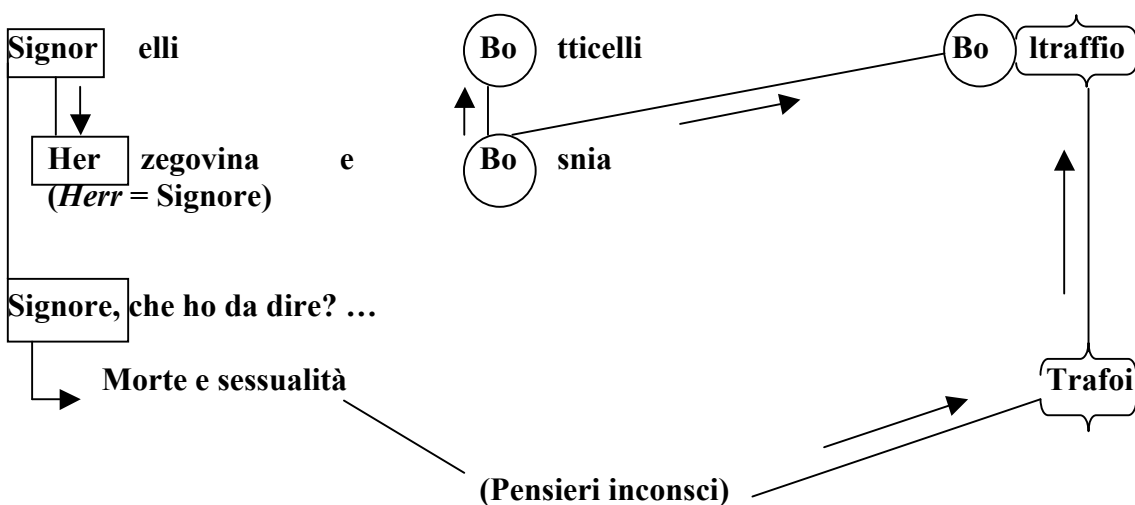 Signor elli Bo tticelli Bo ltraffio
Her zegovina e Bo snia
(Herr = Signore)
Signore, che ho da dire? …
Morte e sessualità Trafoi
(Pensieri inconsci)